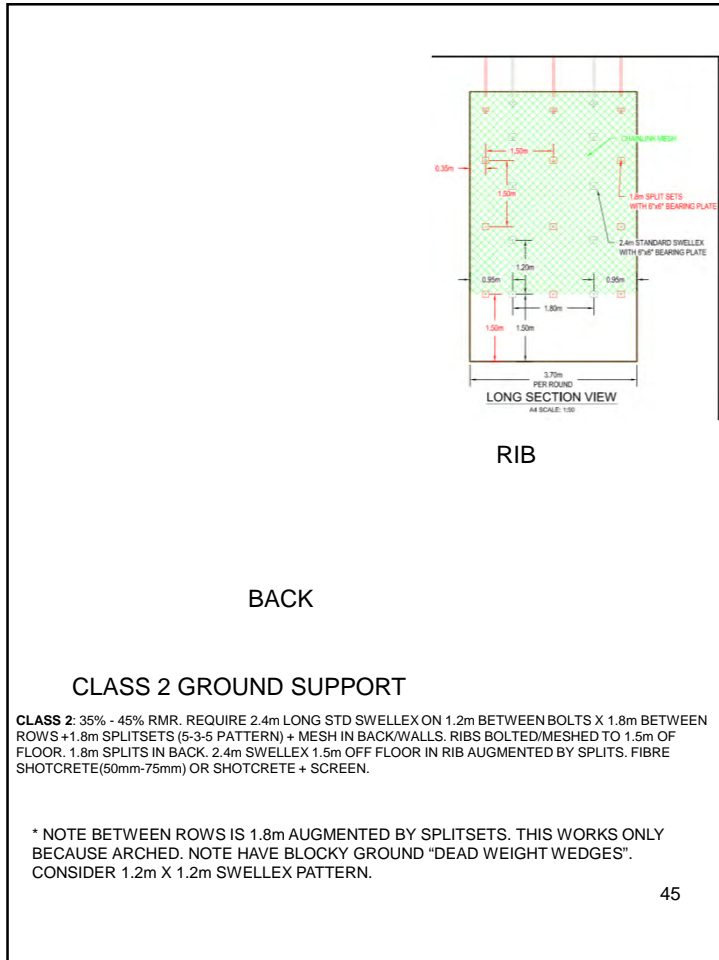 CHAINLINK MESH
1.50m
0.35m
1.50m
1.8m SPLIT SETS
WITH 6"x6" BEARING PLATE
2.4m STANDARD SWELLEX
WITH 6"x6" BEARING PLATE
1.20m
0.95m
0.95m
1.80m
1.50m
1.50m
3.70m
PER ROUND
LONG SECTION VIEW
A4 SCALE: 1:50
RIB
BACK
CLASS 2 GROUND SUPPORT
CLASS 2: 35% - 45% RMR. REQUIRE 2.4m LONG STD SWELLEX ON 1.2m BETWEEN BOLTS X 1.8m BETWEEN
ROWS +1.8m SPLITSETS (5-3-5 PATTERN) + MESH IN BACK/WALLS. RIBS BOLTED/MESHED TO 1.5m OF
FLOOR. 1.8m SPLITS IN BACK. 2.4m SWELLEX 1.5m OFF FLOOR IN RIB AUGMENTED BY SPLITS. FIBRE
SHOTCRETE(50mm-75mm) OR SHOTCRETE + SCREEN.
* NOTE BETWEEN ROWS IS 1.8m AUGMENTED BY SPLITSETS. THIS WORKS ONLY
BECAUSE ARCHED. NOTE HAVE BLOCKY GROUND “DEAD WEIGHT WEDGES”.
CONSIDER 1.2m X 1.2m SWELLEX PATTERN.
45